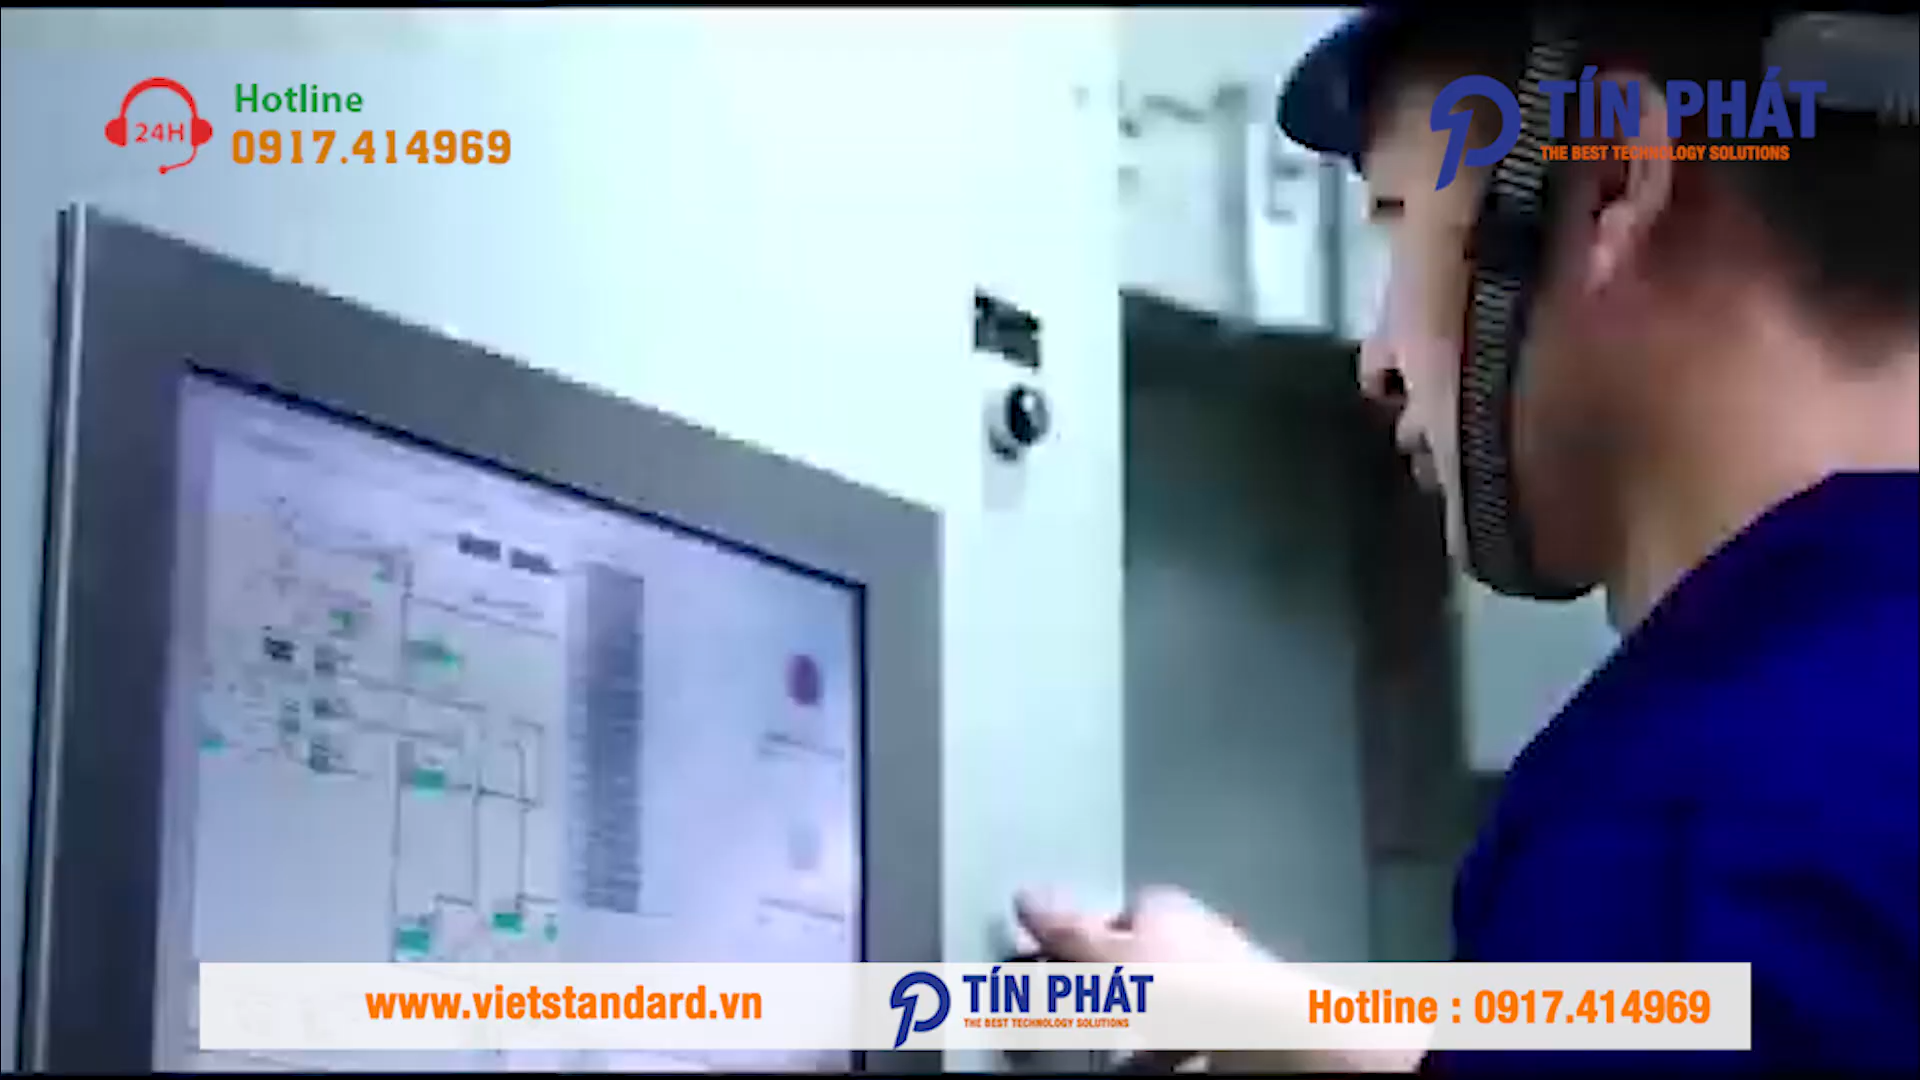 Hotline
24H
0917.414969
TÍN PHÁT
THE BEST TECHNOLOGY SOLUTIONS
www.vietstandard.vn
TÍN PHÁT
THE BEST TECHNOLOGY SOLUTIONS
Hotline : 0917.414969